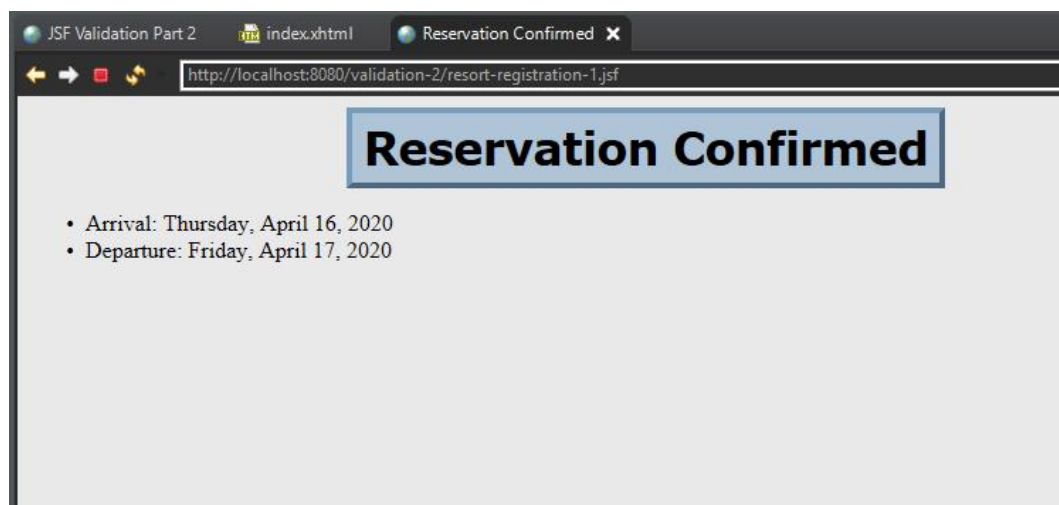 JSF Validation Part 2 index.xhtml Reservation Confirmed
http://localhost:8080/validation-2/resort-registration-1.jsf
Reservation Confirmed
• Arrival: Thursday, April 16, 2020
• Departure: Friday, April 17, 2020